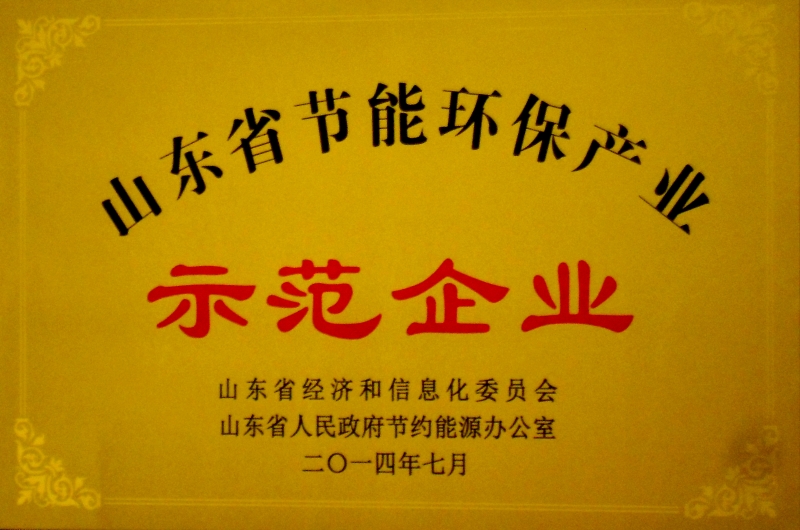 山东省节能环保产业
示范企业
山东省经济和信息化委员会
山东省人民政府节约能源办公室
二〇一四年七月